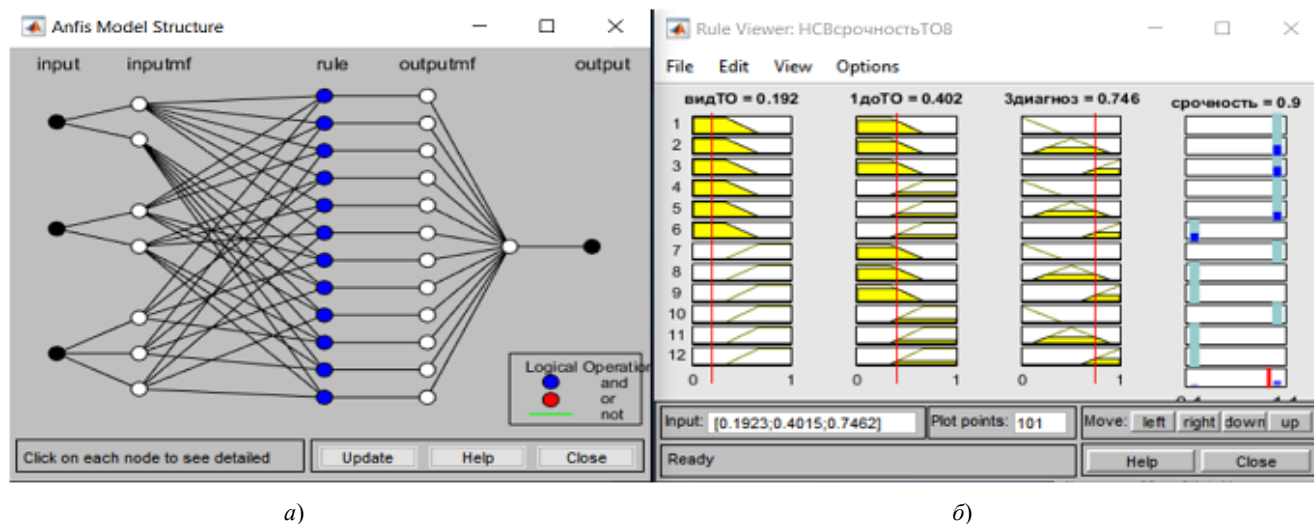 Anfis Model Structure
input inputmf rule outputmf output
Logical Operation
and
or
not
Click on each node to see detailed Update Help Close
а)
Rule Viewer: НСВсрочностьТО8
File Edit View Options
видТО = 0.192 1доТО = 0.402 3диагноз = 0.746 срочность = 0.9
1
2
3
4
5
6
7
8
9
10
11
12
0 1 0 1 0 1
Input: [0.1923;0.4015;0.7462] Plot points: 101 Move: left right down up
Ready Help Close
б)